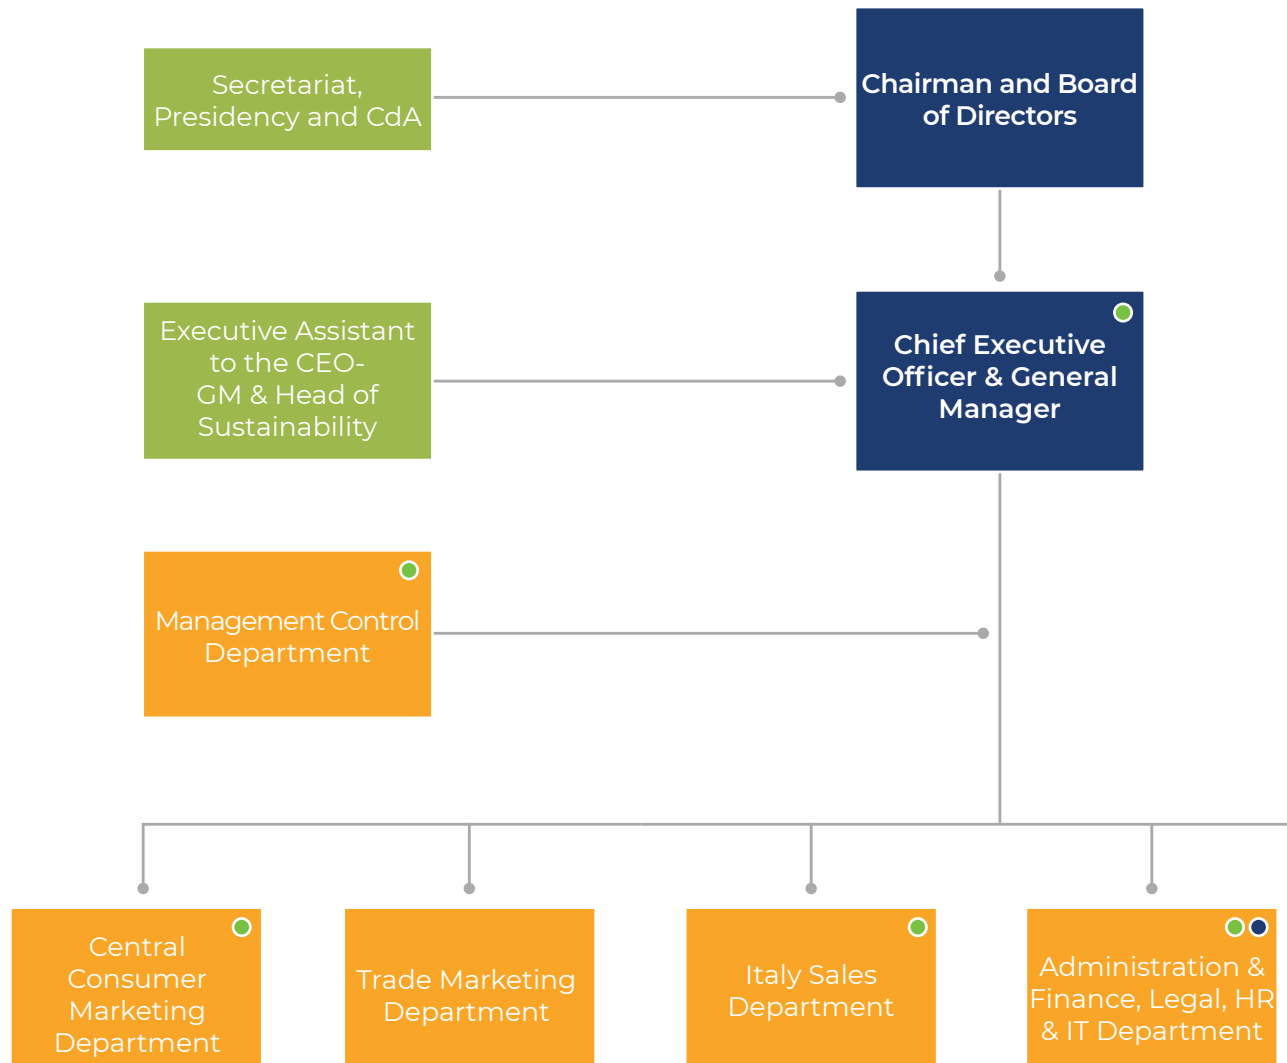 Secretariat,
Presidency and CdA
Chairman and Board
of Directors
Executive Assistant
to the CEO-
GM & Head of
Sustainability
Chief Executive
Officer & General
Manager
Management Control
Department
Central
Consumer
Marketing
Department
Trade Marketing
Department
Italy Sales
Department
Administration &
Finance, Legal, HR
& IT Department